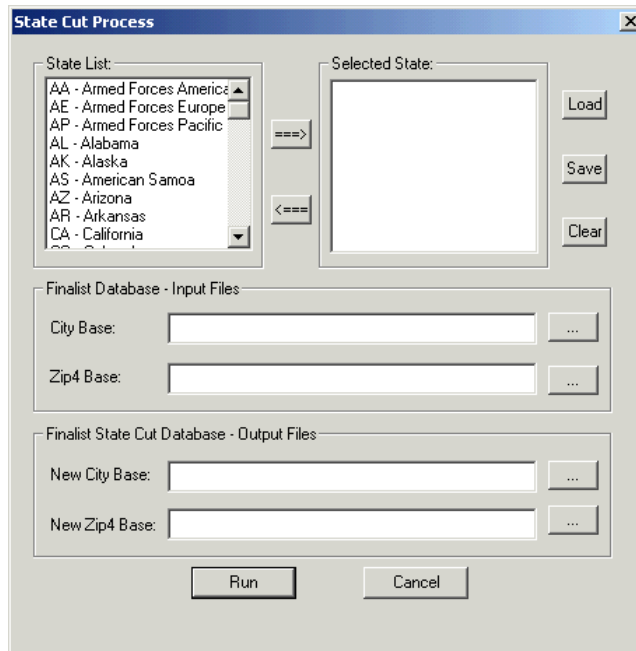 State Cut Process
State List:
Selected State:
AA - Armed Forces America
AE - Armed Forces Europe
AP - Armed Forces Pacific
AL - Alabama
AK - Alaska
AS - American Samoa
AZ - Arizona
AR - Arkansas
CA - California
===>
<===
Load
Save
Clear
Finalist Database - Input Files
City Base:
...
Zip4 Base:
...
Finalist State Cut Database - Output Files
New City Base:
...
New Zip4 Base:
...
Run
Cancel